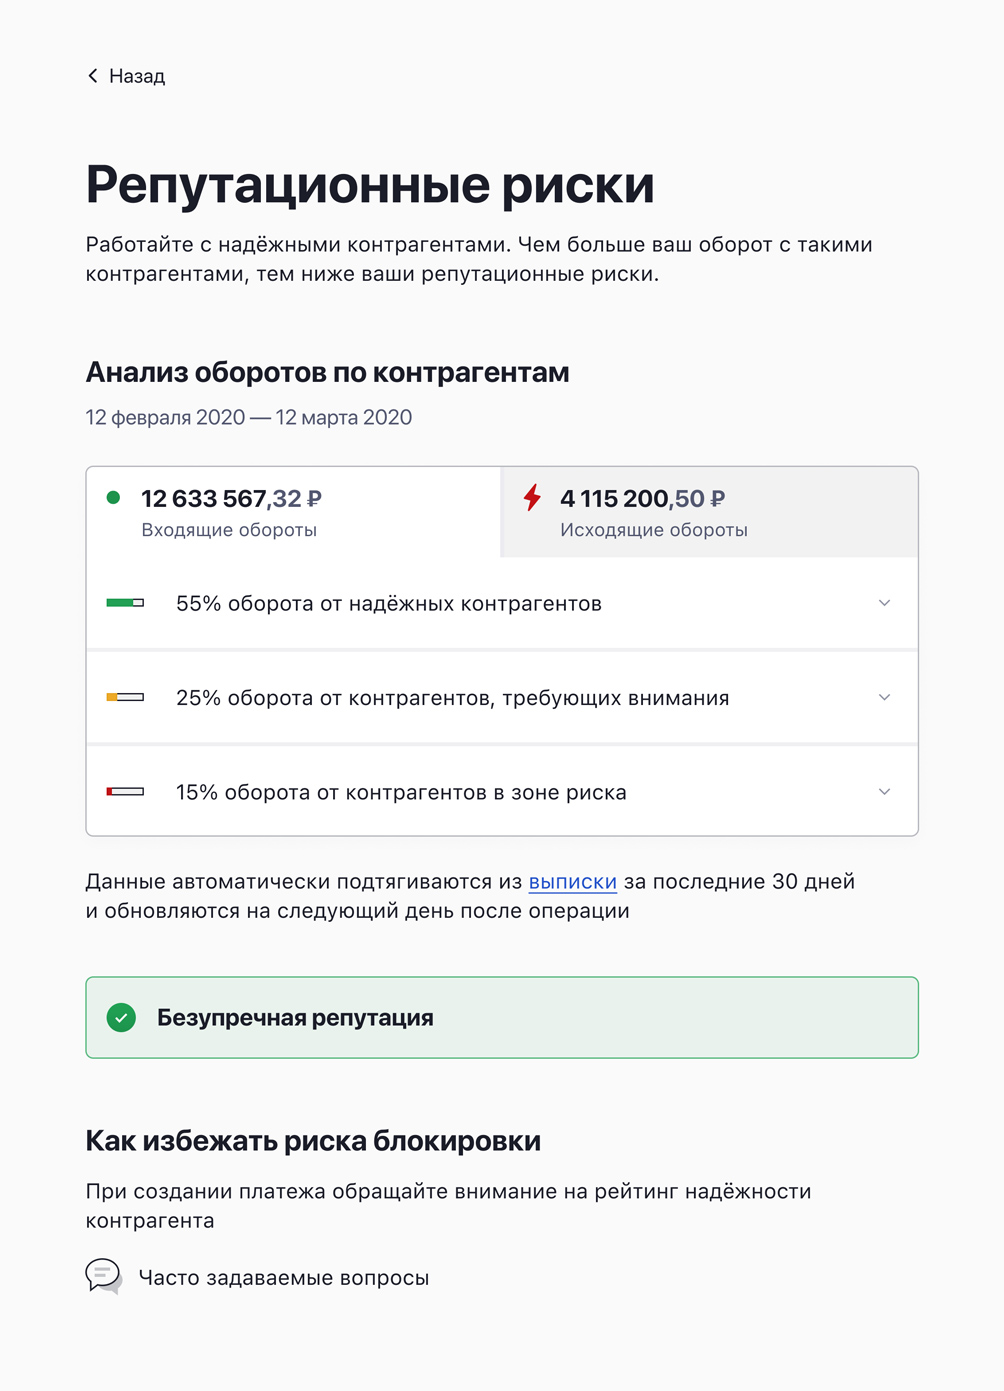 Назад
Репутационные риски
Работайте с надёжными контрагентами. Чем больше ваш оборот с такими
контрагентами, тем ниже ваши репутационные риски.
Анализ оборотов по контрагентам
12 февраля 2020 — 12 марта 2020
12 633 567,32 ₽
Входящие обороты
4 115 200,50 ₽
Исходящие обороты
55% оборота от надёжных контрагентов
25% оборота от контрагентов, требующих внимания
15% оборота от контрагентов в зоне риска
Данные автоматически подтягиваются из выписки за последние 30 дней
и обновляются на следующий день после операции
Безупречная репутация
Как избежать риска блокировки
При создании платежа обращайте внимание на рейтинг надёжности
контрагента
Часто задаваемые вопросы